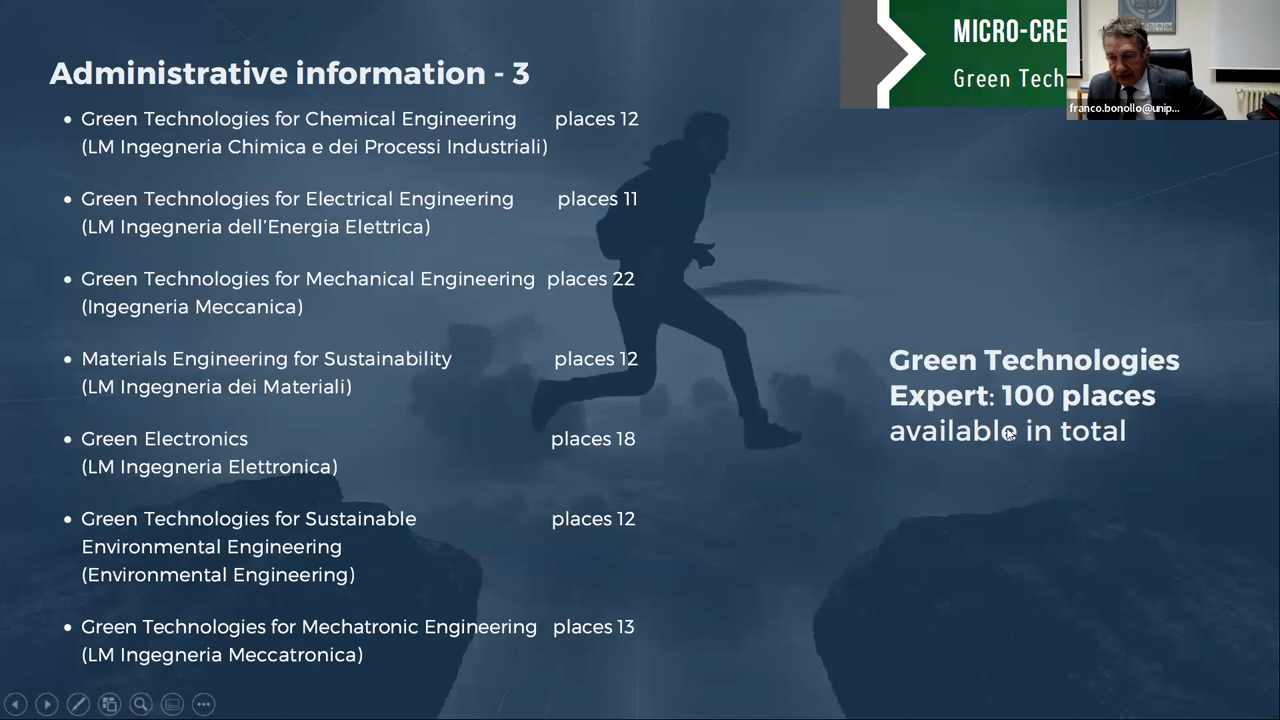 MICRO-CRE
Green Tech
franco.bonollo@unip...
Administrative information - 3
Green Technologies for Chemical Engineering places 12
(LM Ingegneria Chimica e dei Processi Industriali)
Green Technologies for Electrical Engineering places 11
(LM Ingegneria dell'Energia Elettrica)
Green Technologies for Mechanical Engineering places 22
(Ingegneria Meccanica)
Materials Engineering for Sustainability places 12
(LM Ingegneria dei Materiali)
Green Electronics places 18
(LM Ingegneria Elettronica)
Green Technologies for Sustainable places 12
Environmental Engineering
(Environmental Engineering)
Green Technologies for Mechatronic Engineering places 13
(LM Ingegneria Meccatronica)
Green Technologies
Expert: 100 places
available in total